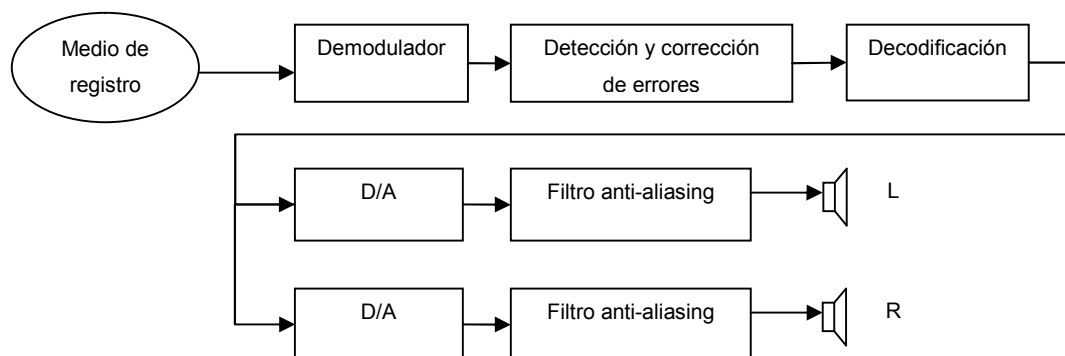 Medio de
registro
Demodulador
Detección y corrección
de errores
Decodificación
D/A
Filtro anti-aliasing
L
D/A
Filtro anti-aliasing
R